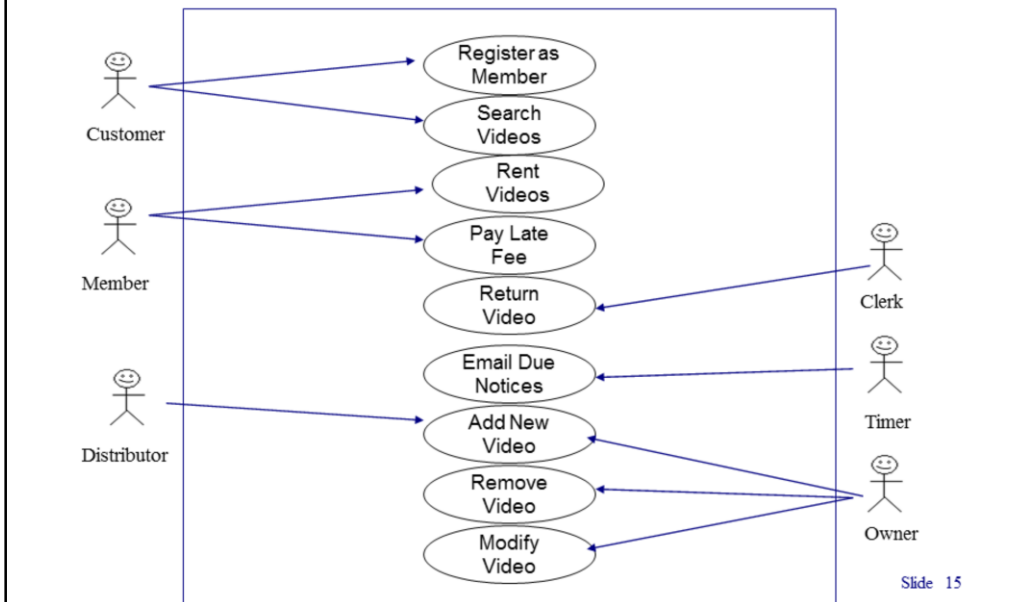 Register as
Member
Customer
Search
Videos
Rent
Videos
Member
Pay Late
Fee
Clerk
Return
Video
Email Due
Notices
Timer
Distributor
Add New
Video
Remove
Video
Owner
Modify
Video
Slide 15